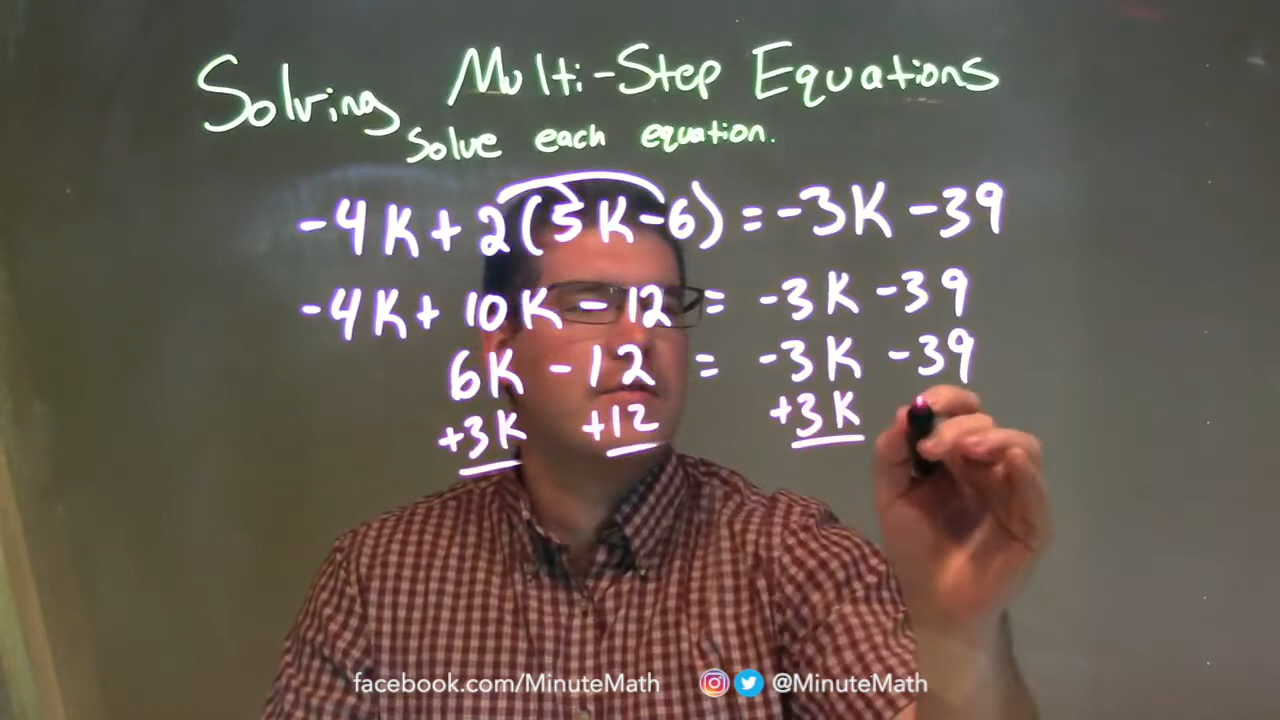 Solving Multi-Step Equations
Solve each equation.
-4K+2(5K-6)=-3K-39
-4K+10K-12=-3K-39
6K-12=-3K-39
+3K +12 +3K
facebook.com/MinuteMath @MinuteMath